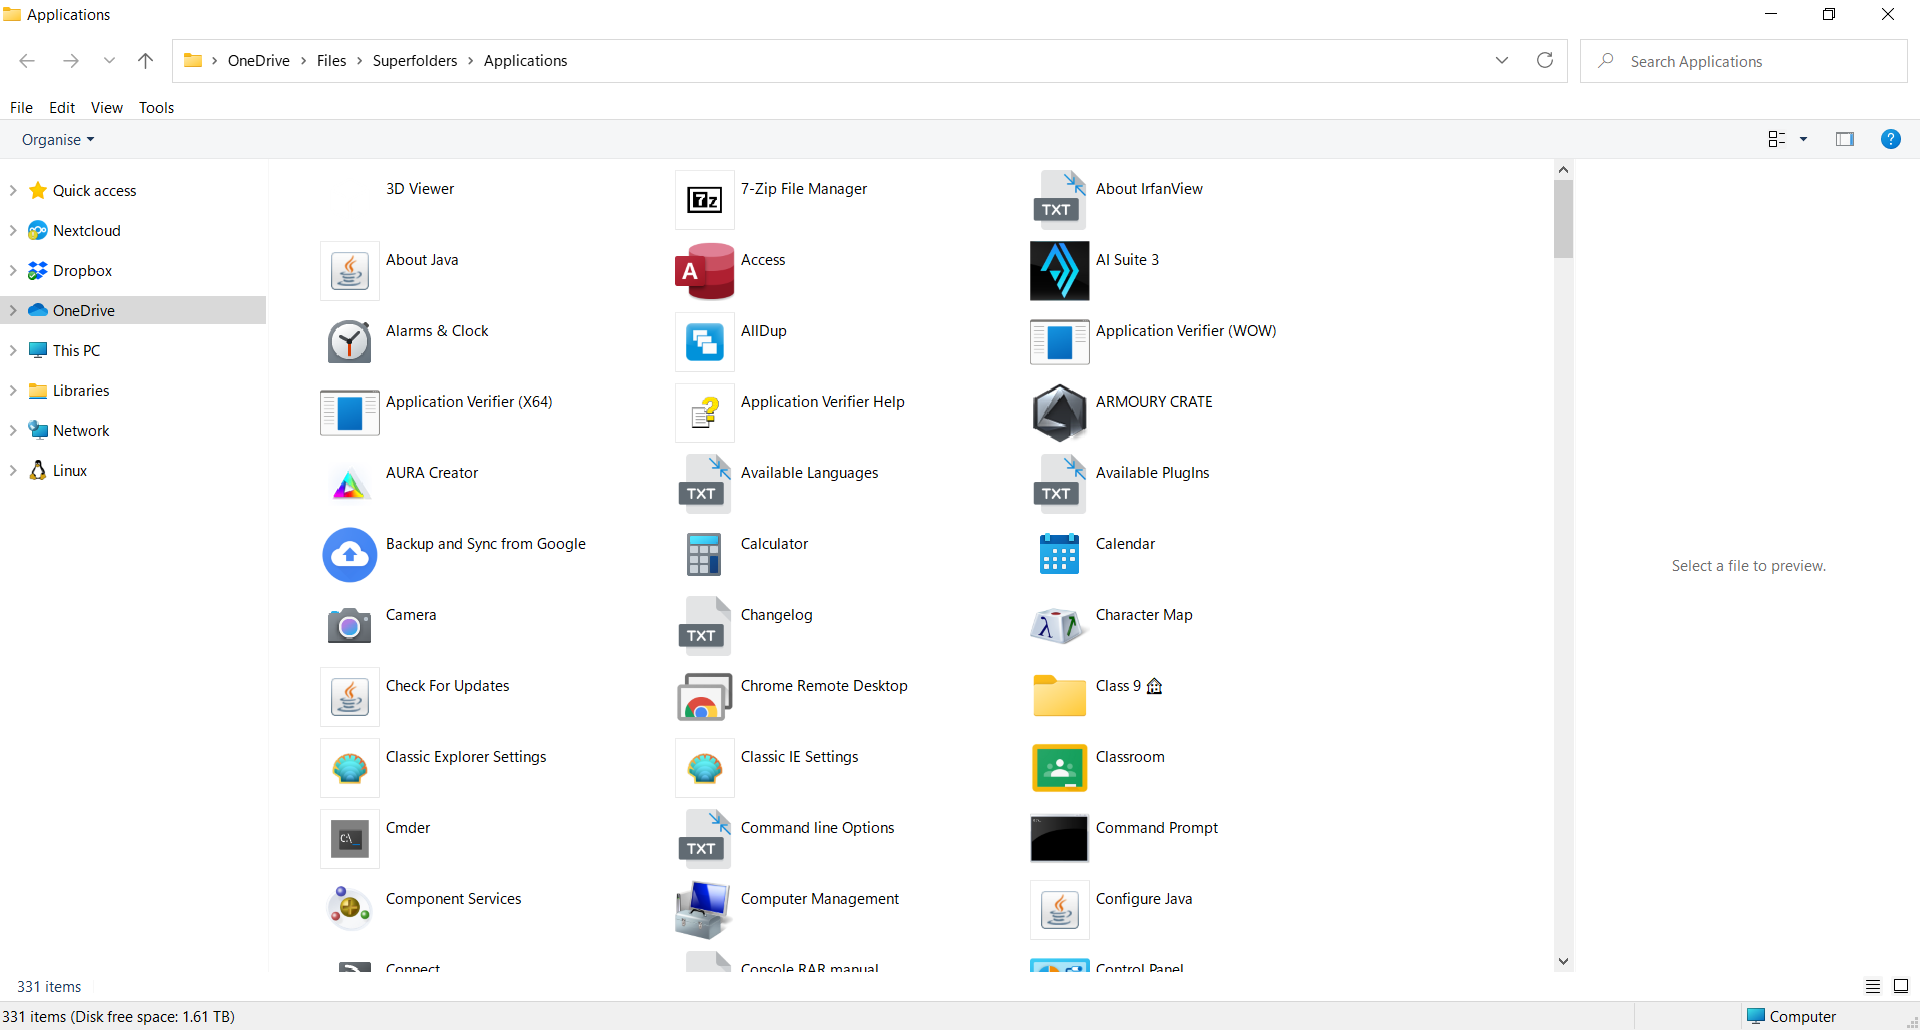 Applications
OneDrive
Files
Superfolders
Applications
Search Applications
File
Edit
View
Tools
Organise
?
Quick access
Nextcloud
Dropbox
OneDrive
This PC
Libraries
Network
Linux
3D Viewer
7-Zip File Manager
About IrfanView
TXT
About Java
Access
A
AI Suite 3
Alarms & Clock
AllDup
Application Verifier (WOW)
Application Verifier (X64)
Application Verifier Help
ARMOURY CRATE
AURA Creator
Available Languages
TXT
Available PlugIns
TXT
Backup and Sync from Google
Calculator
Calendar
Camera
Changelog
TXT
Character Map
Check For Updates
Chrome Remote Desktop
Class 9
Classic Explorer Settings
Classic IE Settings
Classroom
Cmder
Command line Options
TXT
Command Prompt
Component Services
Computer Management
Configure Java
Connect
Console RAR manual
Control Panel
Select a file to preview.
331 items
331 items (Disk free space: 1.61 TB)
Computer